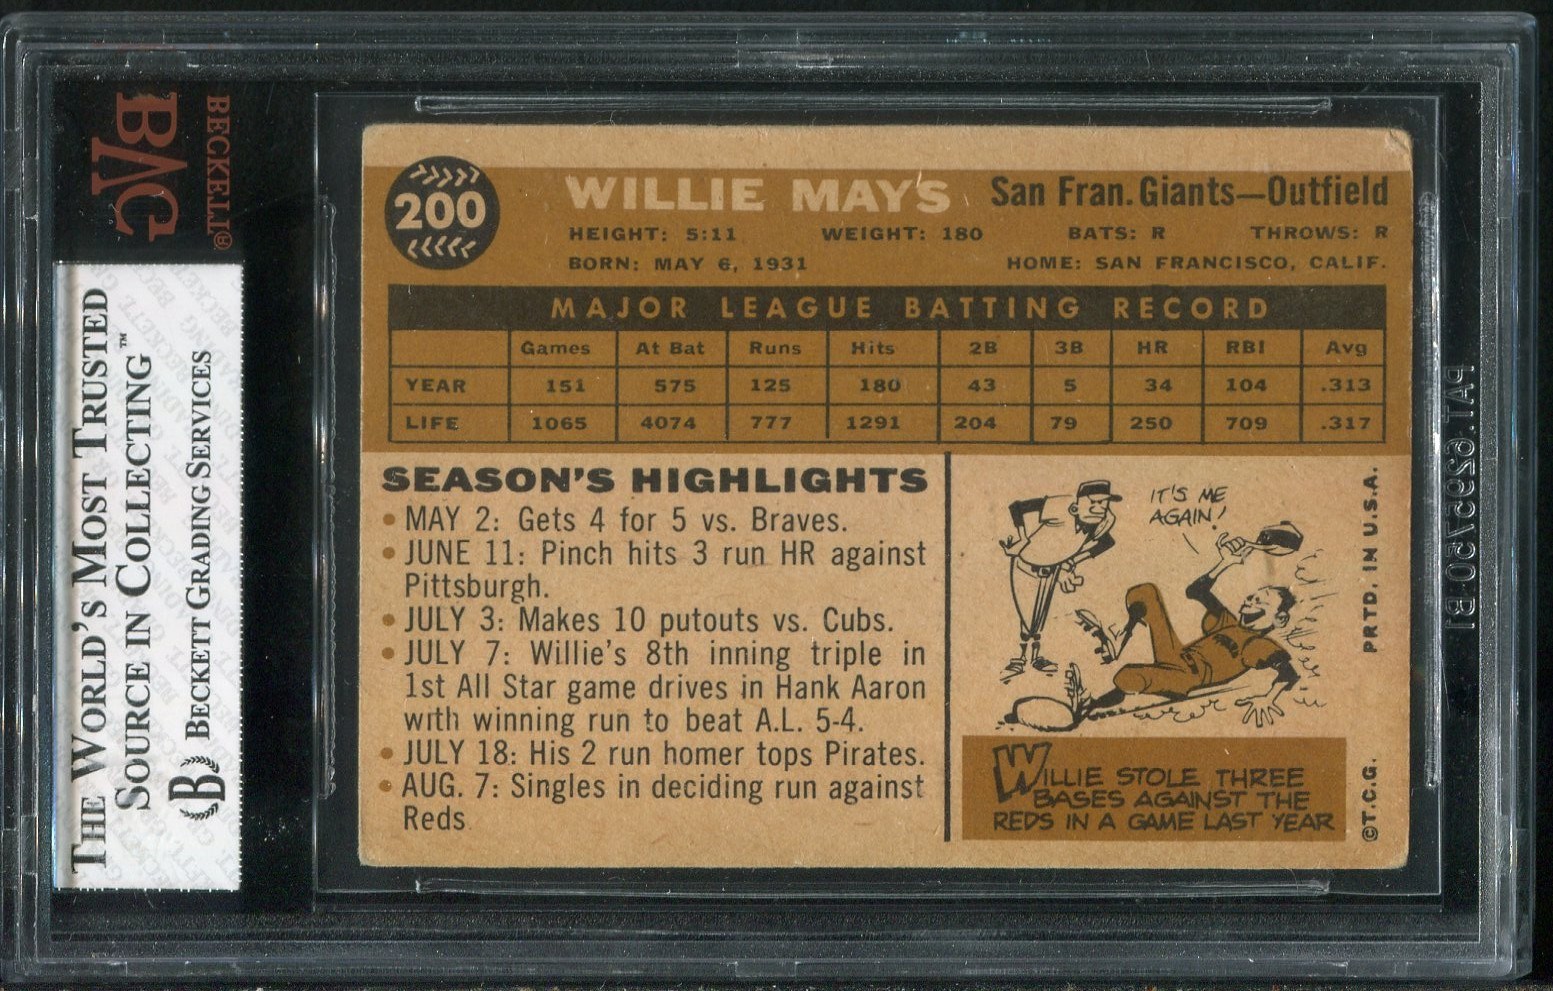 BECKETT®
BVG
THE WORLD'S MOST TRUSTED
SOURCE IN COLLECTING™
BECKETT GRADING SERVICES
B
200
WILLIE MAYS
San Fran. Giants—Outfield
HEIGHT: 5:11 WEIGHT: 180 BATS: R THROWS: R
BORN: MAY 6, 1931 HOME: SAN FRANCISCO, CALIF.
MAJOR LEAGUE BATTING RECORD
Games At Bat Runs Hits 2B 3B HR RBI Avg
YEAR 151 575 125 180 43 5 34 104 .313
LIFE 1065 4074 777 1291 204 79 250 709 .317
SEASON'S HIGHLIGHTS
• MAY 2: Gets 4 for 5 vs. Braves.
• JUNE 11: Pinch hits 3 run HR against
Pittsburgh.
• JULY 3: Makes 10 putouts vs. Cubs.
• JULY 7: Willie's 8th inning triple in
1st All Star game drives in Hank Aaron
with winning run to beat A.L. 5-4.
• JULY 18: His 2 run homer tops Pirates.
• AUG. 7: Singles in deciding run against
Reds.
IT'S ME
AGAIN!
WILLIE STOLE THREE
BASES AGAINST THE
REDS IN A GAME LAST YEAR
©T.C.G.
PRTD. IN U.S.A.